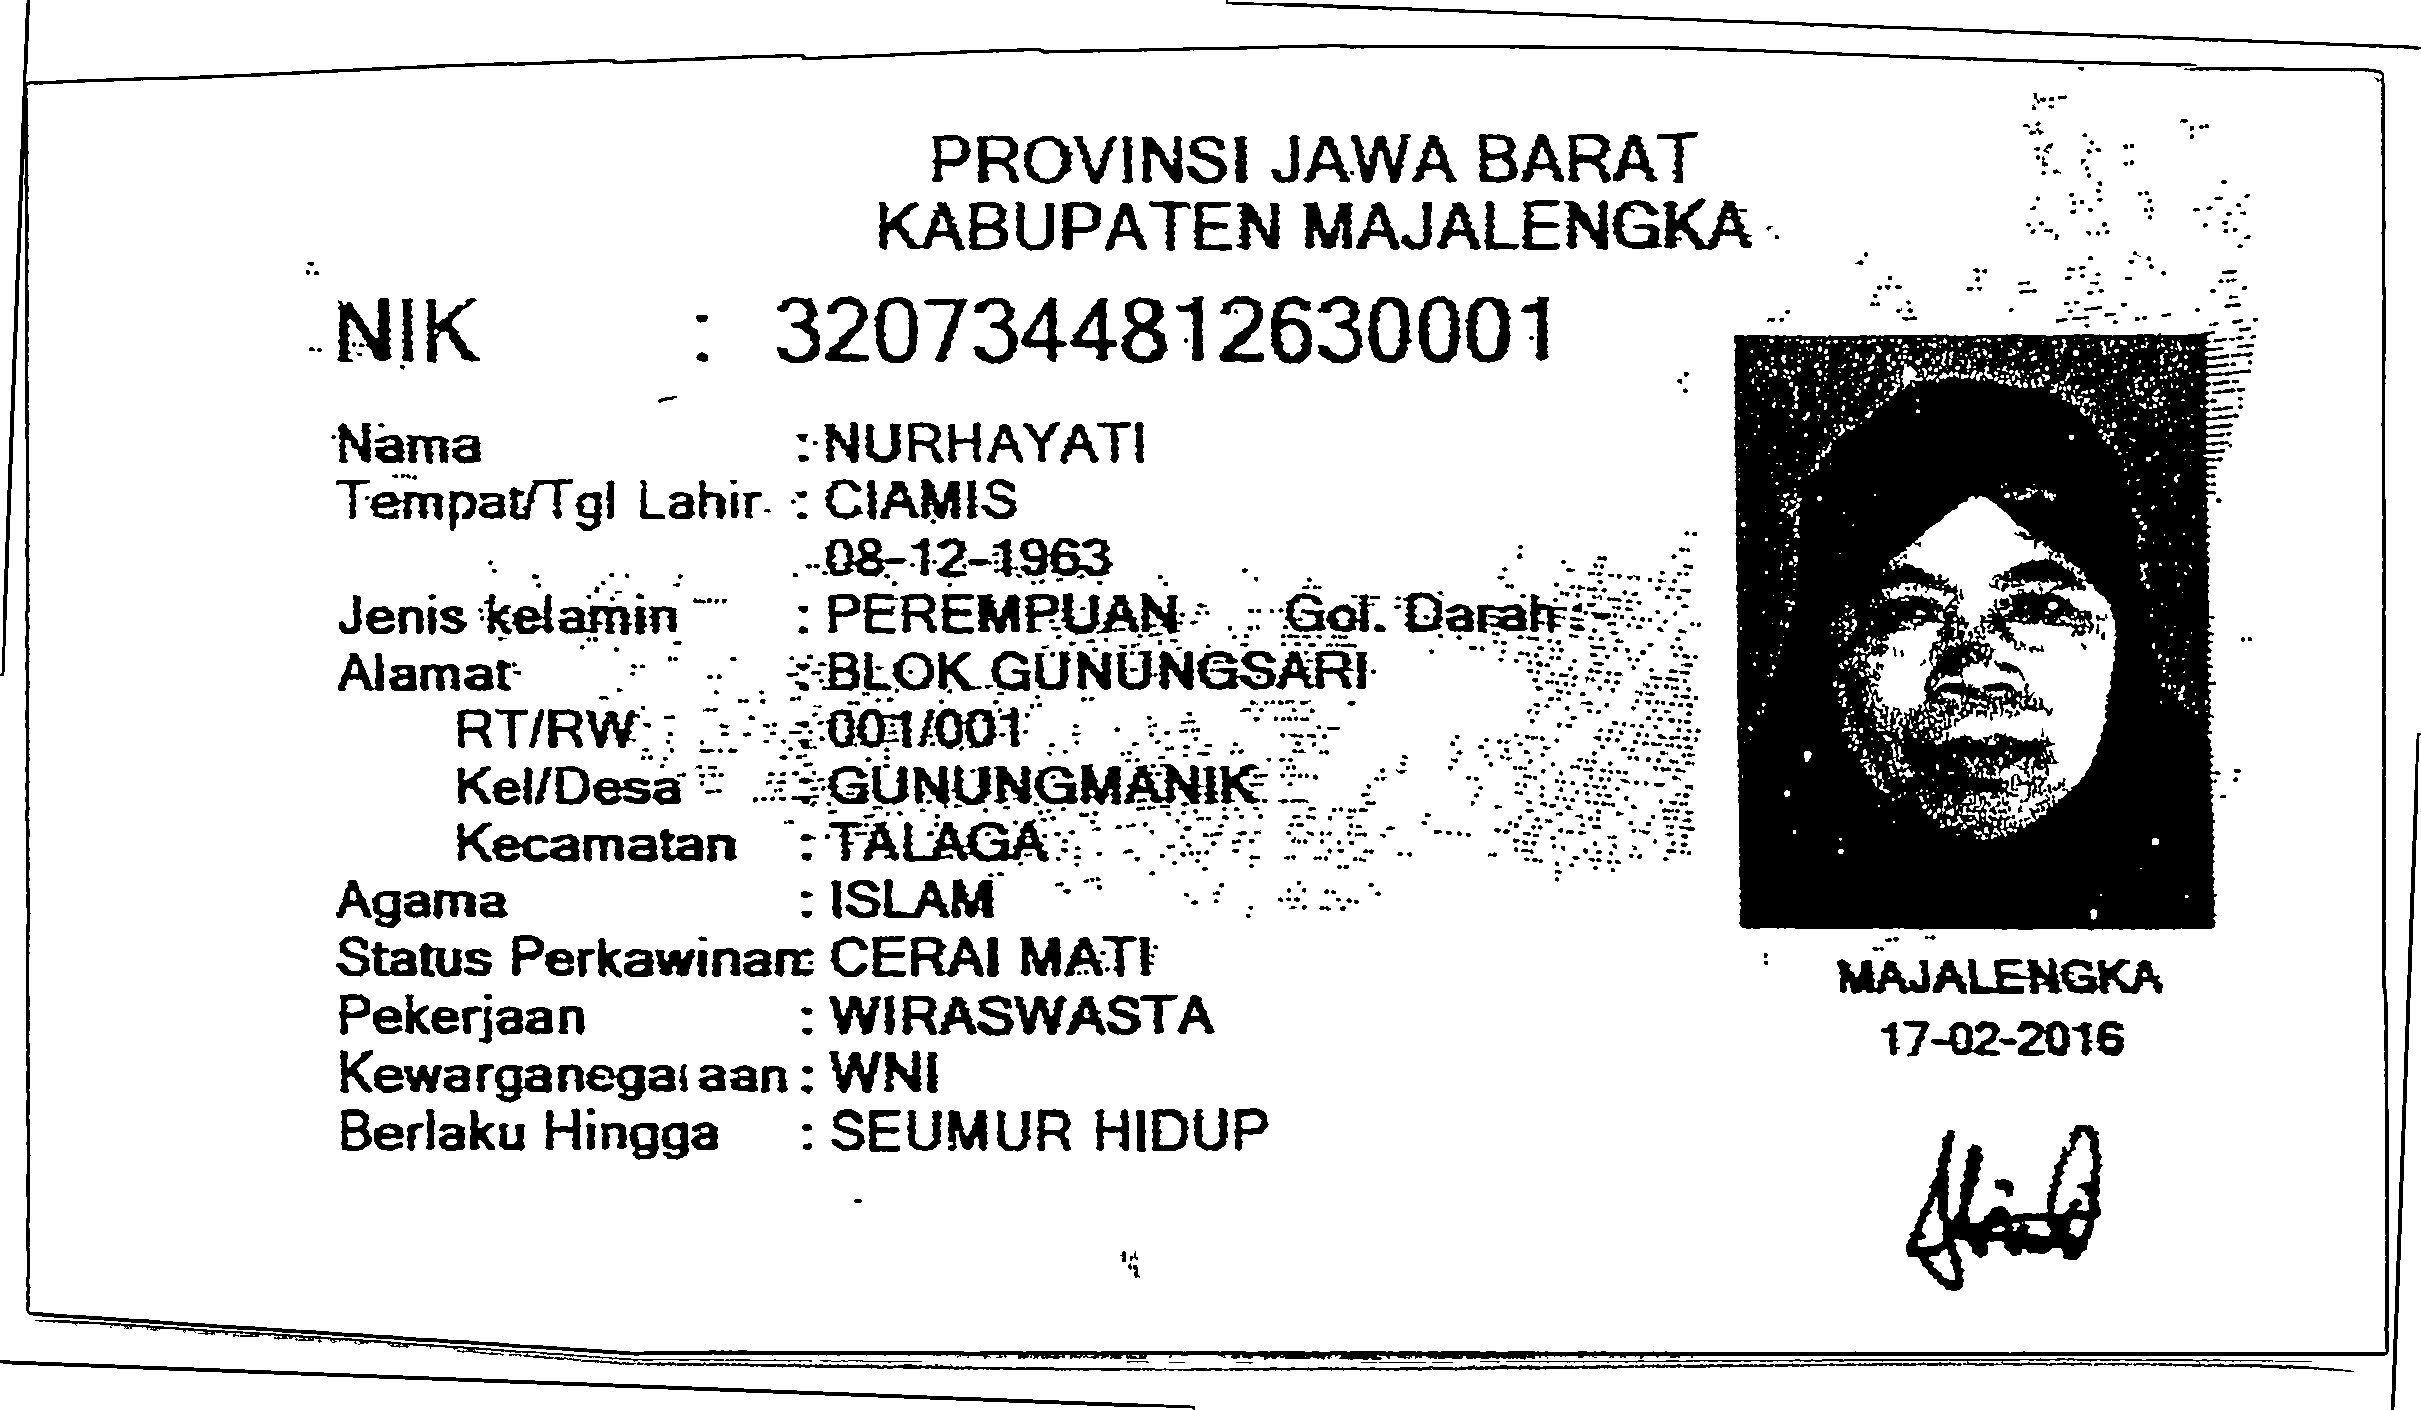 PROVINSI JAWA BARAT
KABUPATEN MAJALENGKA
NIK : 3207344812630001
Nama : NURHAYATI
Tempat/Tgl Lahir : CIAMIS
08-12-1963
Jenis kelamin : PEREMPUAN Gol. Darah : -
Alamat : BLOK GUNUNGSARI
RT/RW : 001/001
Kel/Desa : GUNUNGMANIK
Kecamatan : TALAGA
Agama : ISLAM
Status Perkawinan : CERAI MATI
Pekerjaan : WIRASWASTA
Kewarganegaraan : WNI
Berlaku Hingga : SEUMUR HIDUP
MAJALENGKA
17-02-2016